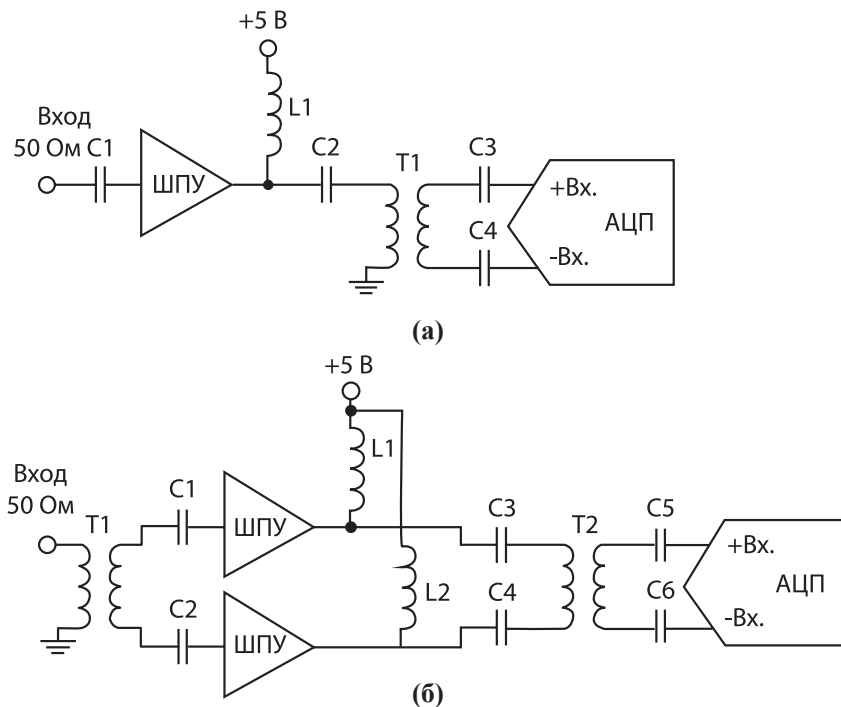 +5 В
L1
Вход
50 Ом C1
ШПУ
C2
T1
C3
C4
+Вх.
-Вх.
АЦП
(а)
+5 В
L1
Вход
50 Ом
T1
C1
C2
ШПУ
ШПУ
L2
C3
C4
T2
C5
C6
+Вх.
-Вх.
АЦП
(б)